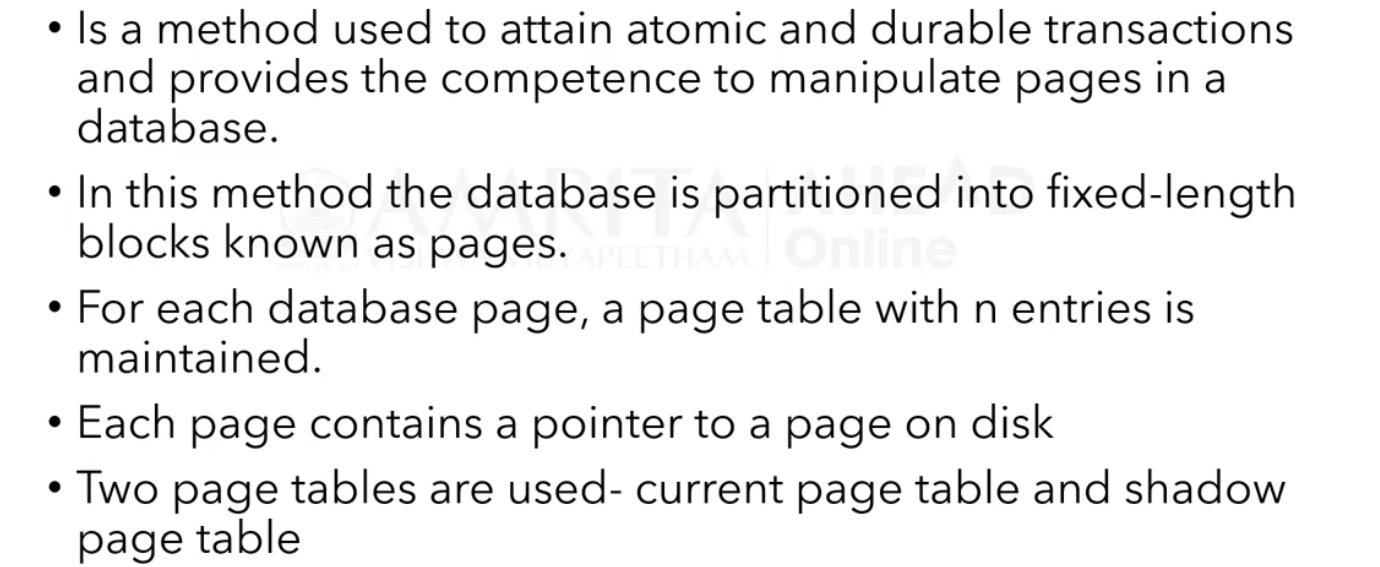 • Is a method used to attain atomic and durable transactions
and provides the competence to manipulate pages in a
database.
• In this method the database is partitioned into fixed-length
blocks known as pages.
• For each database page, a page table with n entries is
maintained.
• Each page contains a pointer to a page on disk
• Two page tables are used- current page table and shadow
page table
AMRITA
VISHWA VIDYAPEETHAM
AHEAD
Online